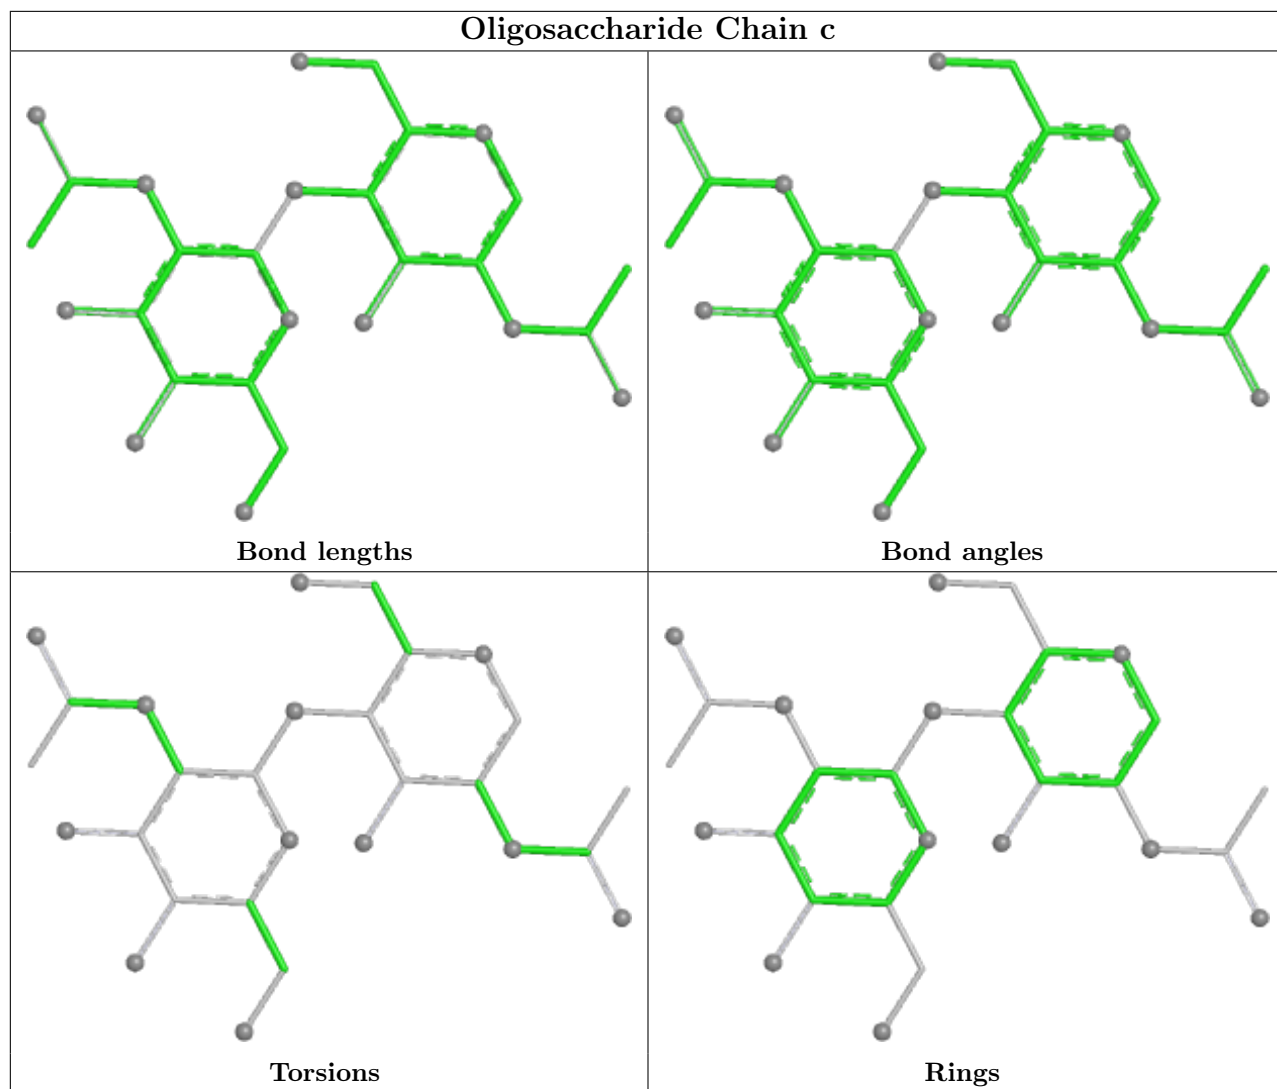 Oligosaccharide Chain c
Bond lengths
Bond angles
Torsions
Rings